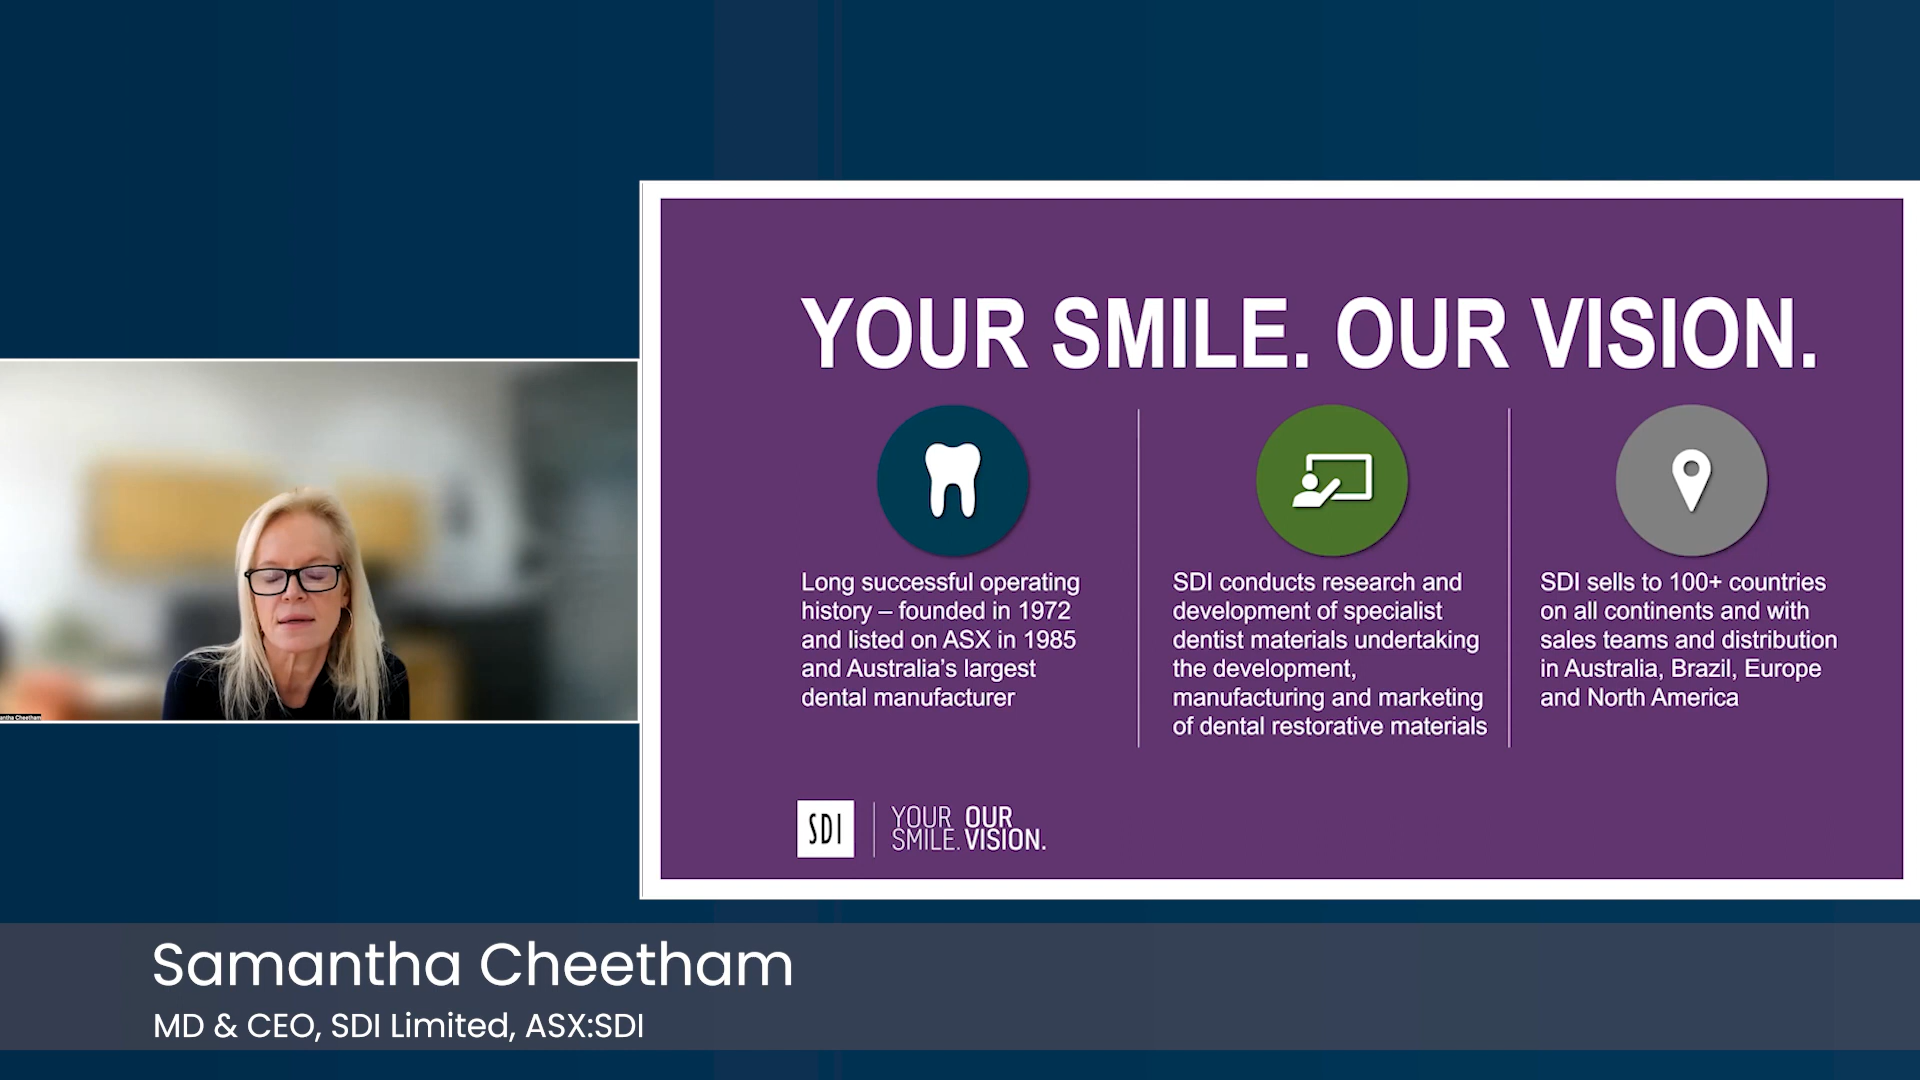 YOUR SMILE. OUR VISION.
Long successful operating
history – founded in 1972
and listed on ASX in 1985
and Australia’s largest
dental manufacturer
SDI conducts research and
development of specialist
dentist materials undertaking
the development,
manufacturing and marketing
of dental restorative materials
SDI sells to 100+ countries
on all continents and with
sales teams and distribution
in Australia, Brazil, Europe
and North America
SDI
YOUR OUR
SMILE. VISION.
antha Cheetham
Samantha Cheetham
MD & CEO, SDI Limited, ASX:SDI